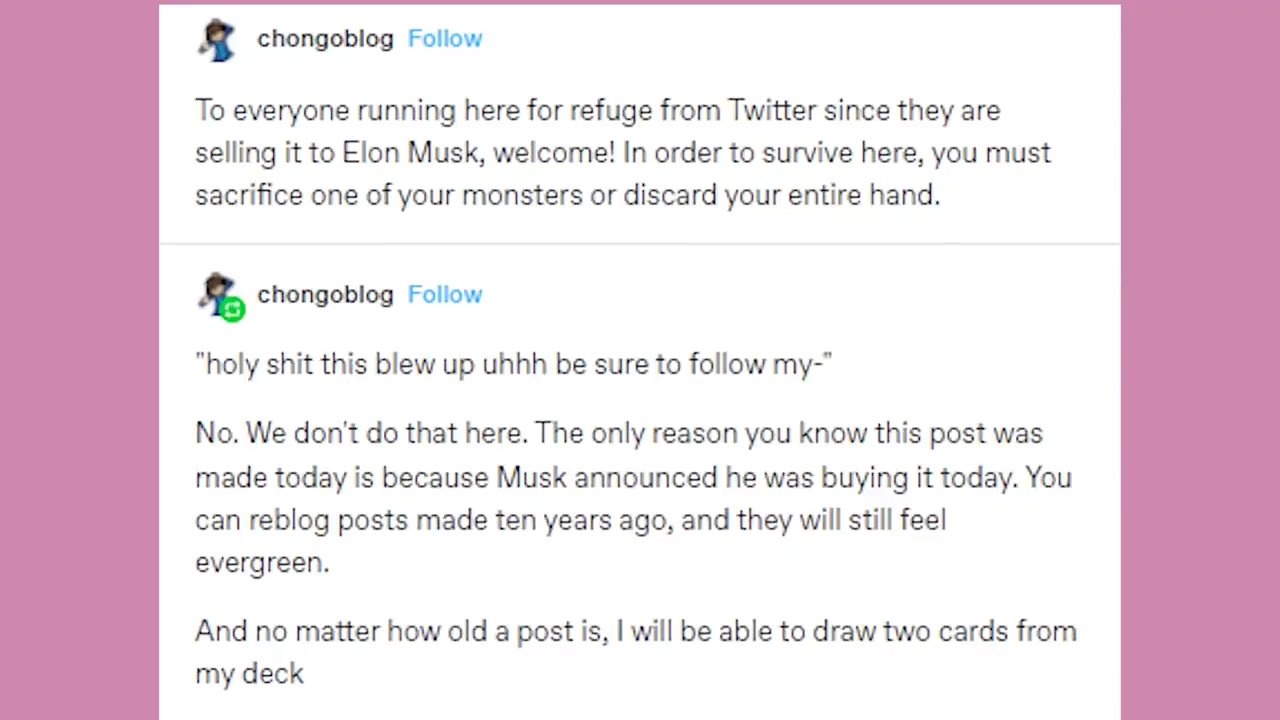 chongoblog Follow
To everyone running here for refuge from Twitter since they are
selling it to Elon Musk, welcome! In order to survive here, you must
sacrifice one of your monsters or discard your entire hand.
chongoblog Follow
"holy shit this blew up uhhh be sure to follow my-"
No. We don't do that here. The only reason you know this post was
made today is because Musk announced he was buying it today. You
can reblog posts made ten years ago, and they will still feel
evergreen.
And no matter how old a post is, I will be able to draw two cards from
my deck